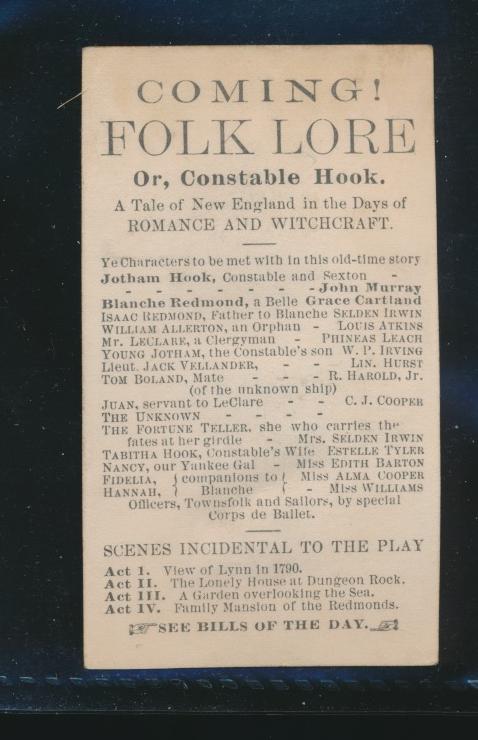 COMING!
FOLK LORE
Or, Constable Hook.
A Tale of New England in the Days of
ROMANCE AND WITCHCRAFT.
Ye Characters to be met with in this old-time story
Jotham Hook, Constable and Sexton -
- - - - - - - John Murray
Blanche Redmond, a Belle Grace Cartland
ISAAC REDMOND, Father to Blanche SELDEN IRWIN
WILLIAM ALLERTON, an Orphan - LOUIS ATKINS
Mr. LECLARE, a Clergyman - PHINEAS LEACH
YOUNG JOTHAM, the Constable's son W. P. IRVING
Lieut. JACK VELLANDER, - - LIN. HURST
TOM BOLAND, Mate - - - R. HAROLD, Jr.
(of the unknown ship)
JUAN, servant to LeClare - - C. J. COOPER
THE UNKNOWN - - - -
THE FORTUNE TELLER, she who carries the
fates at her girdle - Mrs. SELDEN IRWIN
TABITHA HOOK, Constable's Wife ESTELLE TYLER
NANCY, our Yankee Gal - MISS EDITH BARTON
FIDELIA, { companions to { MISS ALMA COOPER
HANNAH, { Blanche { - MISS WILLIAMS
Officers, Townsfolk and Sailors, by special
Corps de Ballet.
SCENES INCIDENTAL TO THE PLAY
Act I. View of Lynn in 1790.
Act II. The Lonely House at Dungeon Rock.
Act III. A Garden overlooking the Sea.
Act IV. Family Mansion of the Redmonds.
SEE BILLS OF THE DAY.